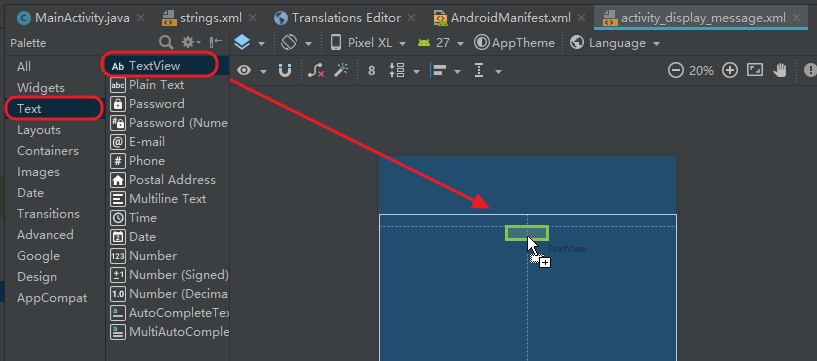 MainActivity.java strings.xml Translations Editor AndroidManifest.xml activity_display_message.xml
Palette Pixel XL 27 AppTheme Language
8 20%
All
Widgets
Text
Layouts
Containers
Images
Date
Transitions
Advanced
Google
Design
AppCompat
Ab TextView
abc Plain Text
Password
# Password (Nume
@ E-mail
# Phone
Postal Address
Multiline Text
Time
Date
123 Number
±1 Number (Signed)
1.0 Number (Decima
a AutoCompleteTex
a MultiAutoComple
TextView